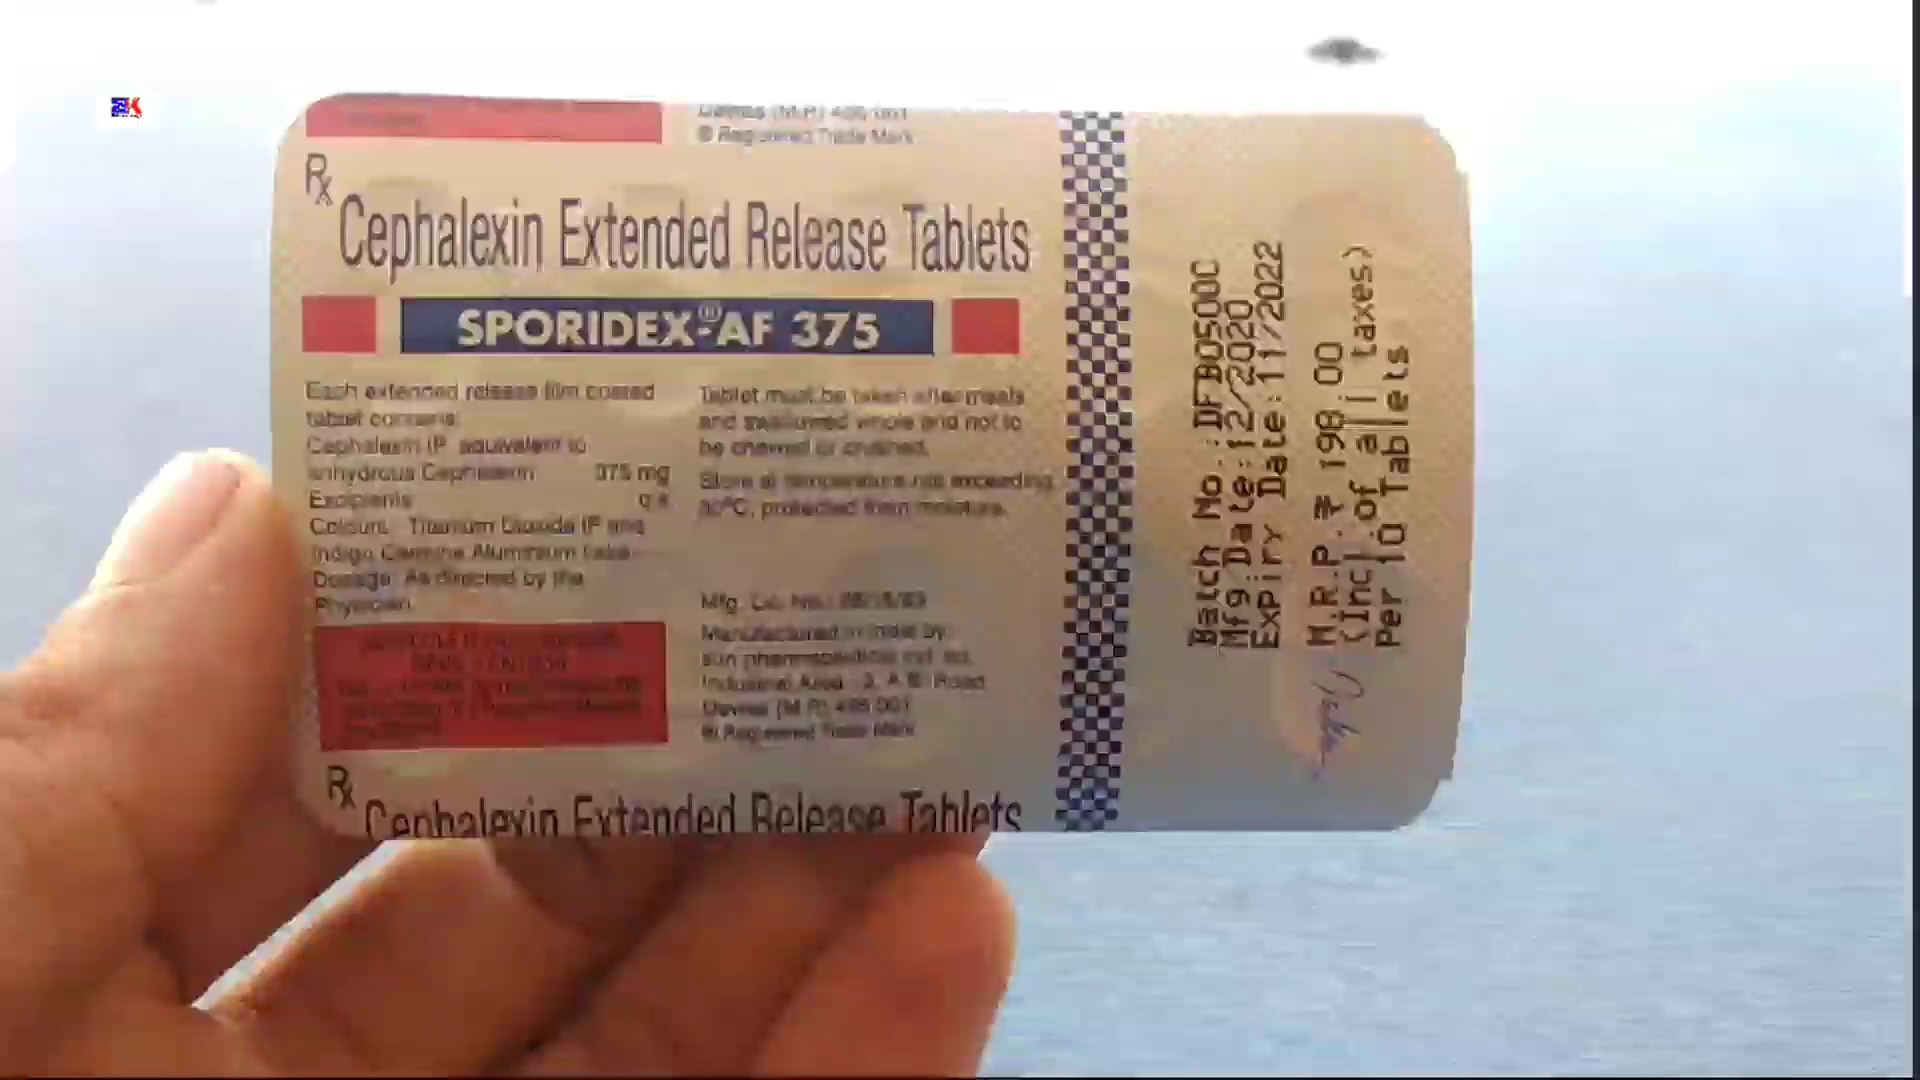 ® Registered Trade Mark
Rx
Cephalexin Extended Release Tablets
SPORIDEX®-AF 375
Each extended release film coated
tablet contains:
Cephalexin IP equivalent to
anhydrous Cephalexin 375 mg
Excipients q.s.
Colours: Titanium Dioxide IP and
Indigo Carmine Aluminium Lake
Dosage: As directed by the
Physician.
Tablet must be taken after meals
and swallowed whole and not to
be chewed or crushed.
Store at temperature not exceeding
30°C, protected from moisture.
Mfg. Lic. No.:
Manufactured in India by:
Sun Pharmaceutical Ind. Ltd.
Industrial Area - 3, A.B. Road
Dewas (M.P.) 455 001
® Registered Trade Mark
Rx
Cephalexin Extended Release Tablets
Batch No.:DFB0500C
Mfg.Date:12/2020
Expiry Date:11/2022
M.R.P.₹ 198.00
(Incl.of all taxes)
Per 10 Tablets